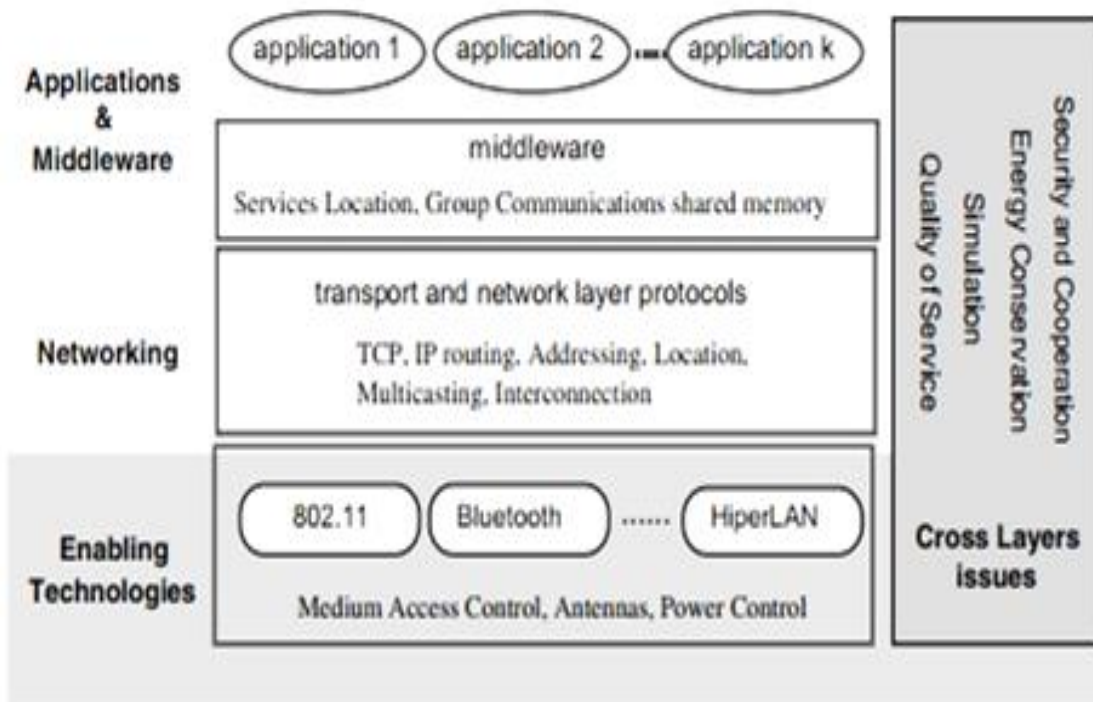 application 1
application 2
application k
Applications
&
Middleware
middleware
Services Location, Group Communications shared memory
Networking
transport and network layer protocols
TCP, IP routing, Addressing, Location,
Multicasting, Interconnection
Enabling
Technologies
802.11
Bluetooth
......
HiperLAN
Medium Access Control, Antennas, Power Control
Security and Cooperation
Energy Conservation
Simulation
Quality of Service
Cross Layers
issues